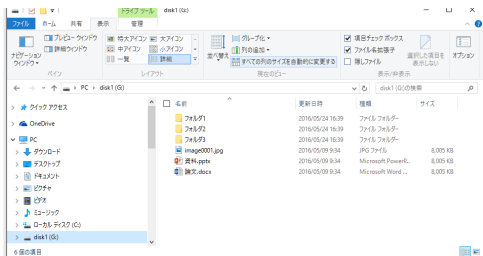 ドライブ ツール disk1 (G:)
ファイル ホーム 共有 表示 管理
ナビゲーション ウィンドウ▾
プレビュー ウィンドウ
詳細ウィンドウ
ペイン
特大アイコン 大アイコン
中アイコン 小アイコン
一覧 詳細
レイアウト
並べ替え
グループ化▾
列の追加▾
すべての列のサイズを自動的に変更する
現在のビュー
項目チェック ボックス
ファイル名拡張子
隠しファイル
選択した項目を 表示しない
表示/非表示
オプション
PC › disk1 (G:)
disk1 (G:)の検索
クイック アクセス
OneDrive
PC
ダウンロード
デスクトップ
ドキュメント
ピクチャ
ビデオ
ミュージック
ローカル ディスク (C:)
disk1 (G:)
名前 更新日時 種類 サイズ
フォルダ1 2016/05/24 16:39 ファイル フォルダー
フォルダ2 2016/05/24 16:39 ファイル フォルダー
フォルダ3 2016/05/24 16:39 ファイル フォルダー
image0001.jpg 2016/05/09 9:34 JPG ファイル 8,005 KB
資料.pptx 2016/05/09 9:34 Microsoft PowerP... 8,005 KB
論文.docx 2016/05/09 9:34 Microsoft Word ... 8,005 KB
6 個の項目